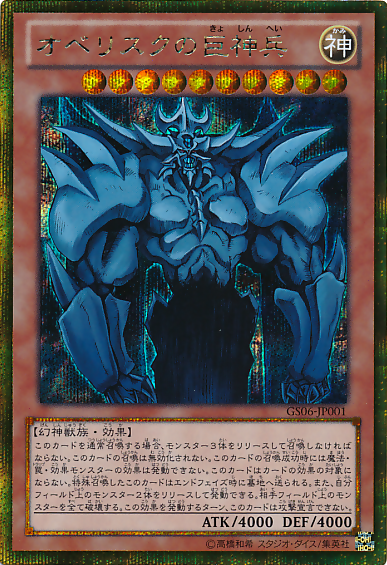 オベリスクの巨神兵
きょ しん へい
神
かみ
GS06-JP001
【幻神獣族・効果】
このカードを通常召喚する場合、モンスター3体をリリースして召喚しなければ
ならない。このカードの召喚は無効化されない。このカードの召喚成功時には魔法・
罠・効果モンスターの効果は発動できない。このカードはカードの効果の対象に
ならない。特殊召喚したこのカードはエンドフェイズ時に墓地へ送られる。また、自分
フィールド上のモンスター2体をリリースして発動できる。相手フィールド上のモン
スターを全て破壊する。この効果を発動するターン、このカードは攻撃宣言できない。
ATK/4000 DEF/4000
©高橋和希 スタジオ・ダイス/集英社